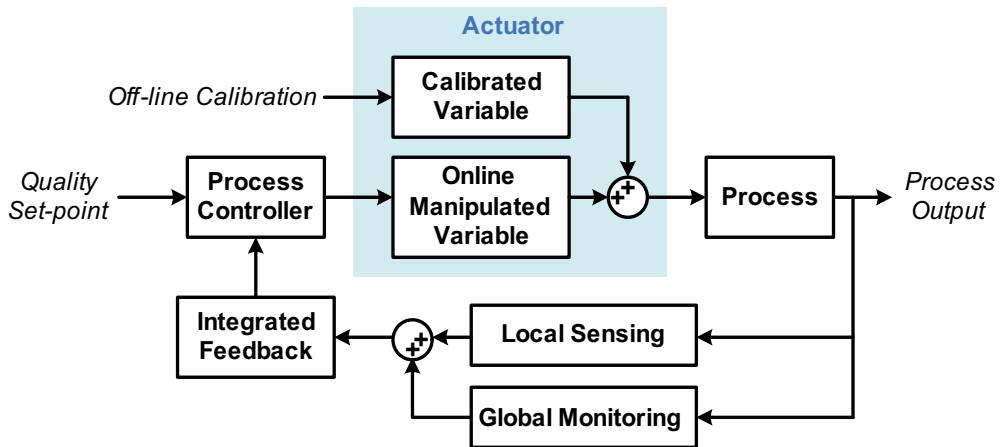 Actuator
Off-line Calibration
Calibrated
Variable
Quality
Set-point
Process
Controller
Online
Manipulated
Variable
+
+
Process
Process
Output
Integrated
Feedback
+
+
Local Sensing
Global Monitoring